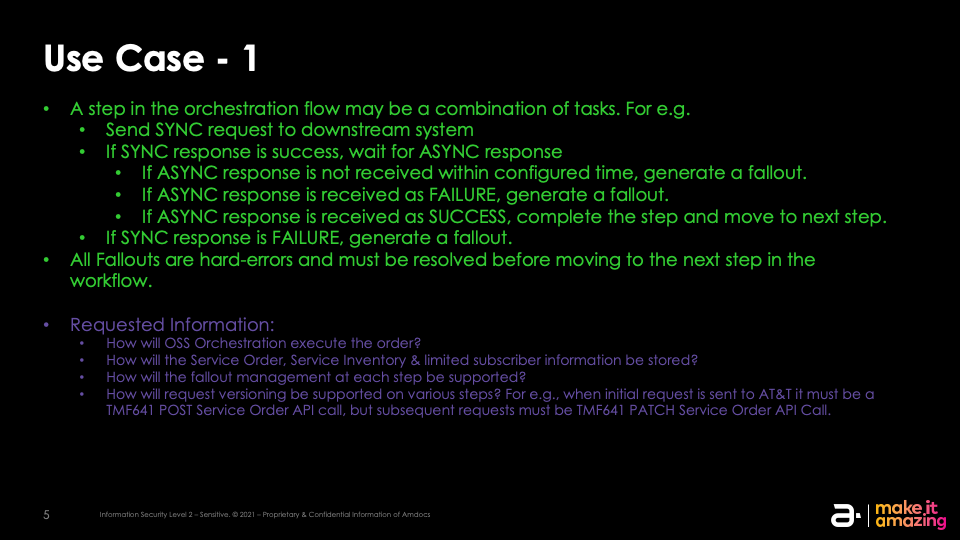 Use Case - 1
• A step in the orchestration flow may be a combination of tasks. For e.g.
• Send SYNC request to downstream system
• If SYNC response is success, wait for ASYNC response
• If ASYNC response is not received within configured time, generate a fallout.
• If ASYNC response is received as FAILURE, generate a fallout.
• If ASYNC response is received as SUCCESS, complete the step and move to next step.
• If SYNC response is FAILURE, generate a fallout.
• All Fallouts are hard-errors and must be resolved before moving to the next step in the
workflow.
• Requested Information:
• How will OSS Orchestration execute the order?
• How will the Service Order, Service Inventory & limited subscriber information be stored?
• How will the fallout management at each step be supported?
• How will request versioning be supported on various steps? For e.g., when initial request is sent to AT&T it must be a
TMF641 POST Service Order API call, but subsequent requests must be TMF641 PATCH Service Order API Call.
5
Information Security Level 2 – Sensitive. © 2021 – Proprietary & Confidential Information of Amdocs
a
make it
amazing